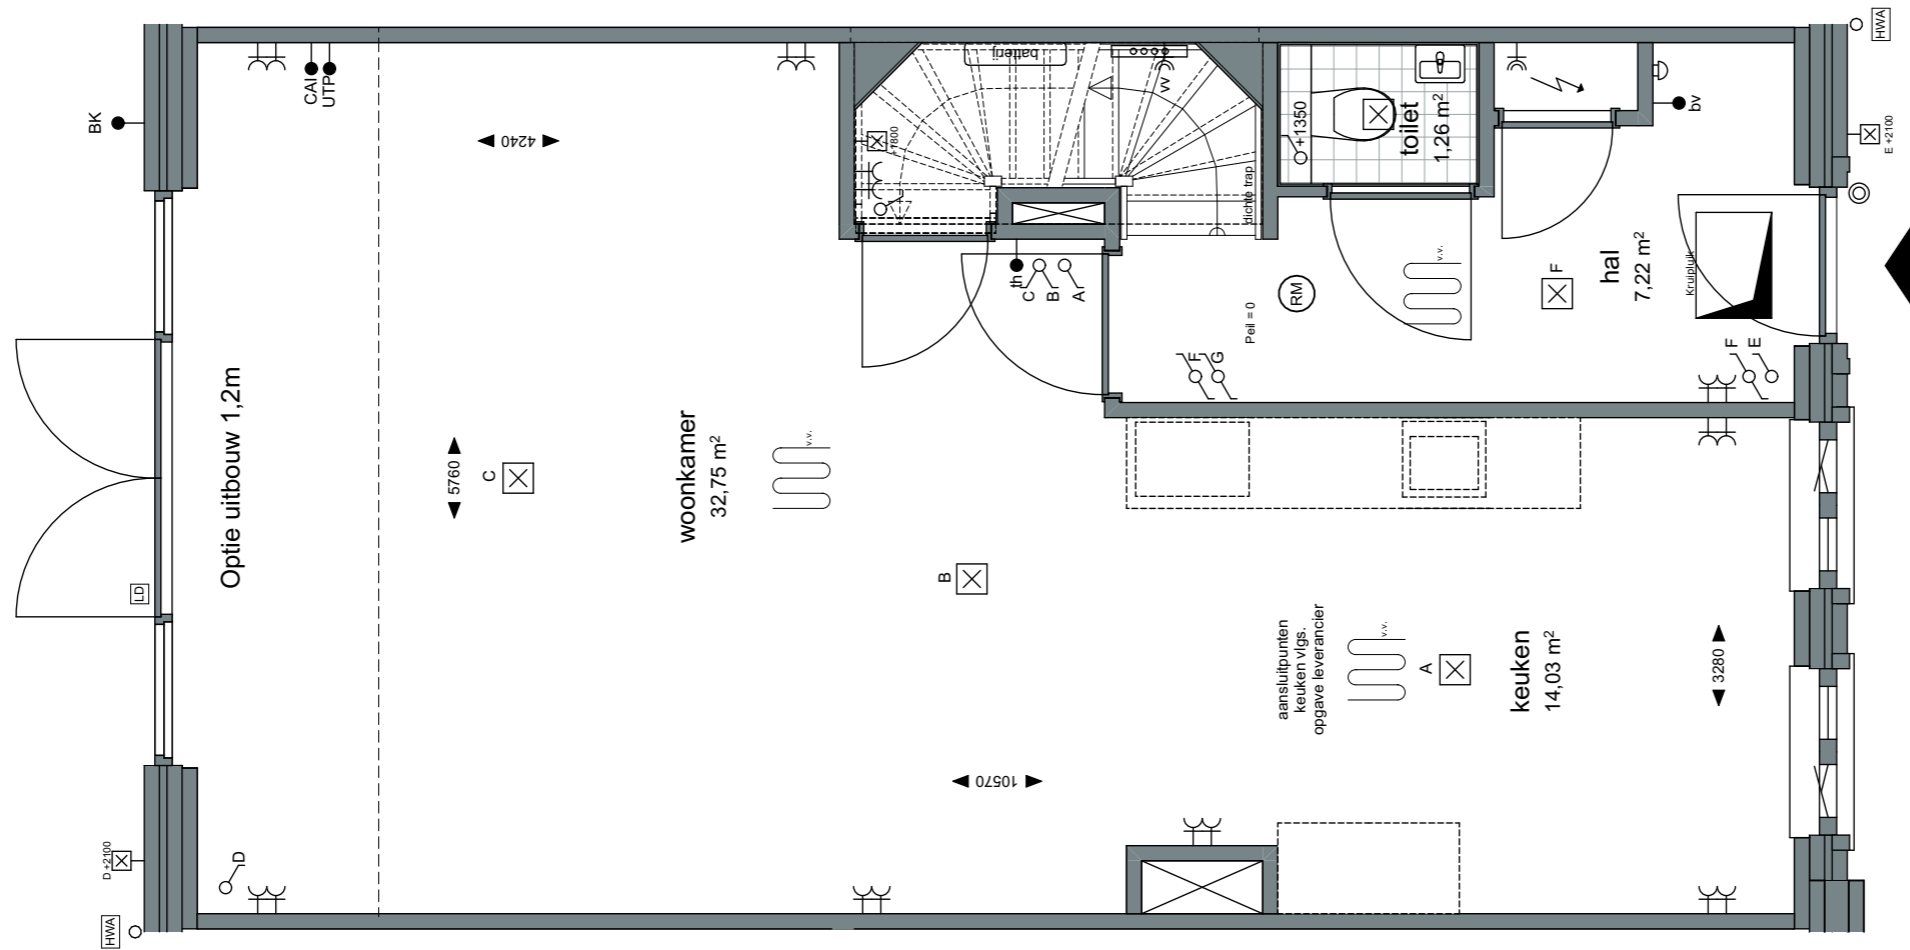 HWA
BK
CAI
UTP
4240
batterij
vv
+1800
dichte trap
+1350
toilet
1,26 m²
bv
E +2100
th
C
B
A
Peil = 0
RM
v.v.
F
hal
7,22 m²
Kruipluik
F
G
F
E
Optie uitbouw 1,2m
5760
C
woonkamer
32,75 m²
v.v.
LD
B
aansluitpunten
keuken vlgs.
opgave leverancier
v.v.
A
keuken
14,03 m²
3280
10570
D +2100
D
HWA